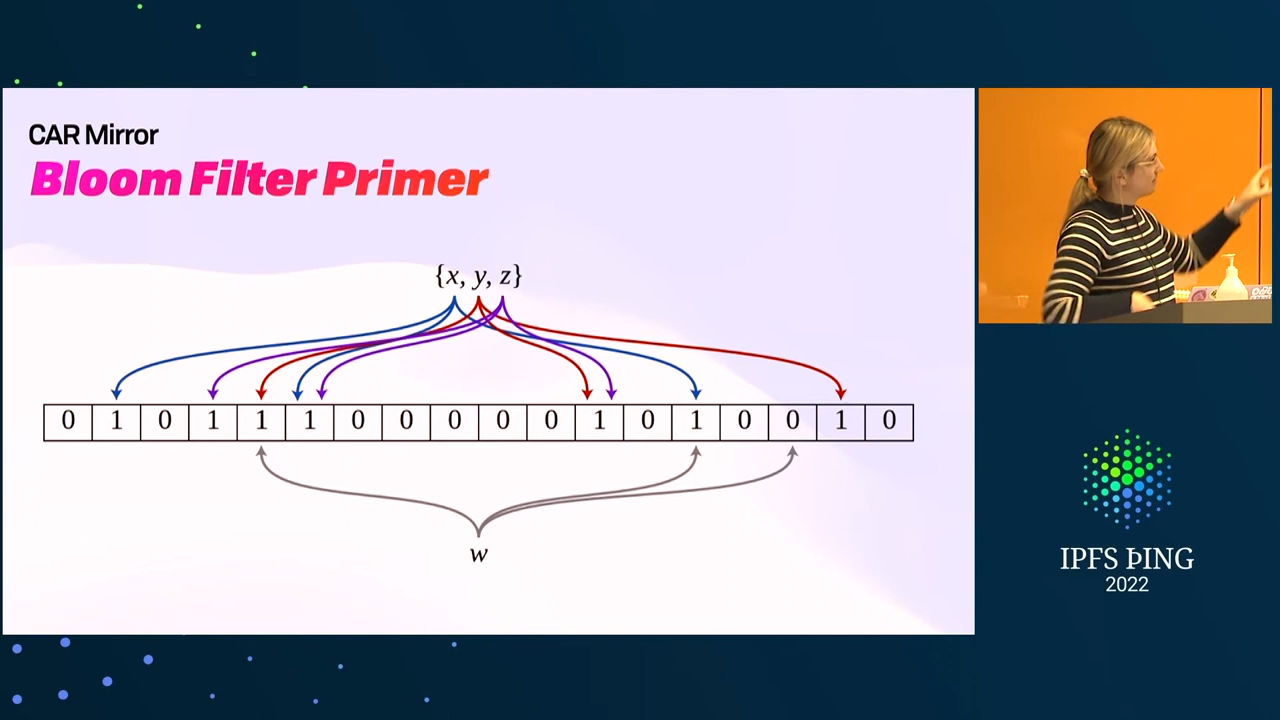 CAR Mirror
Bloom Filter Primer
{x, y, z}
0 1 0 1 1 1 0 0 0 0 0 1 0 1 0 0 1 0
w
IPFS ÞING
2022